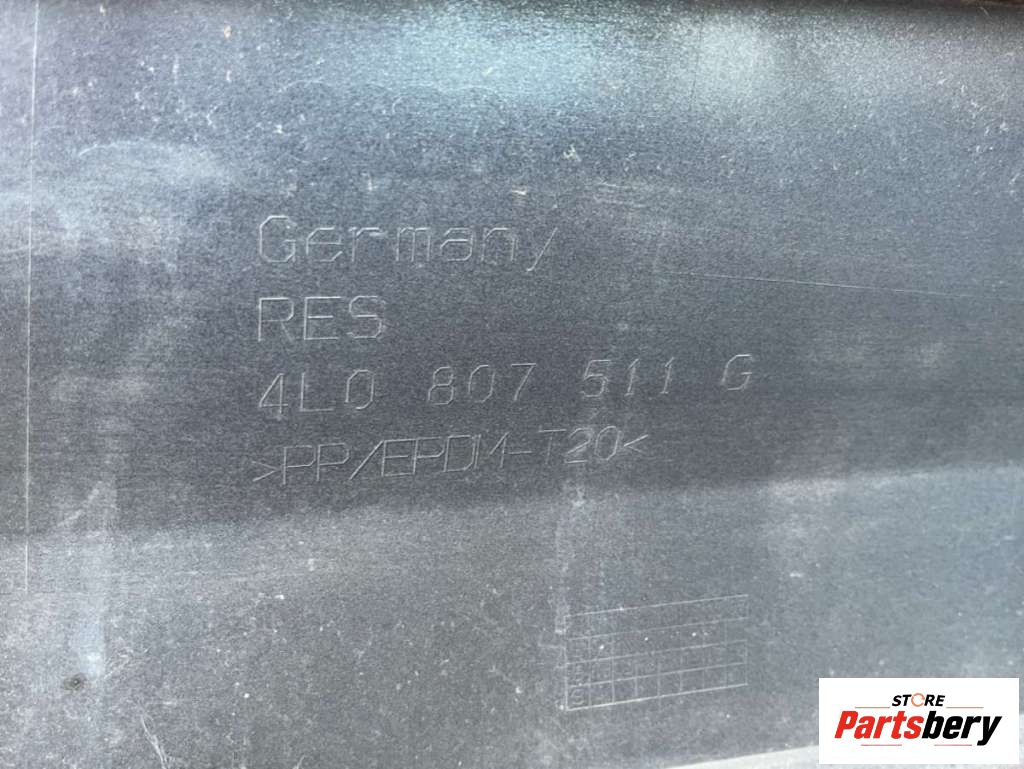 Germany
RES
4L0 807 511 G
>PP/EPDM-T20<
STORE
Partsbery